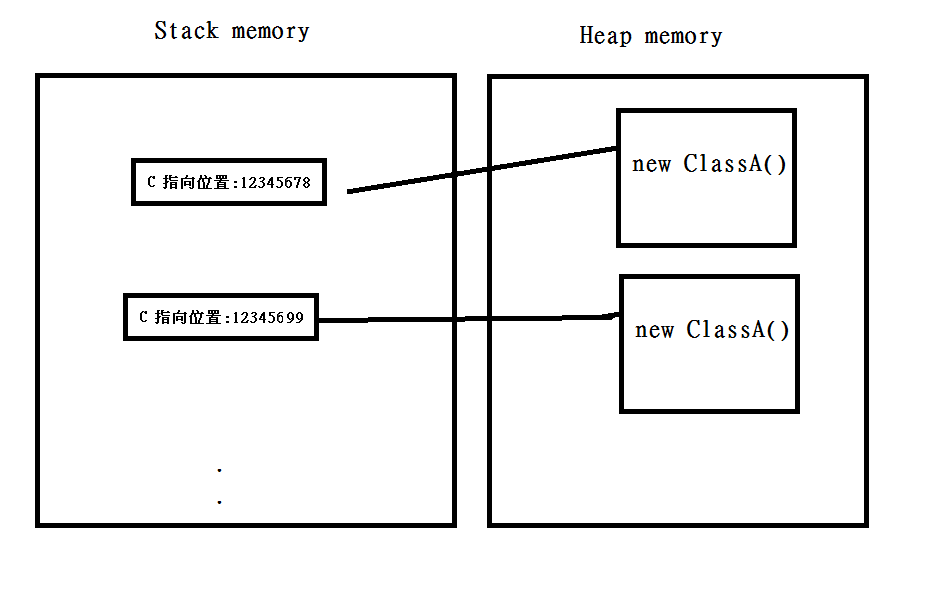 Stack memory
Heap memory
C 指向位置:12345678
new ClassA()
C 指向位置:12345699
new ClassA()
.
.